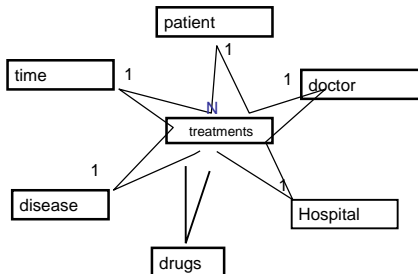 patient
1
time
1
1
doctor
N
treatments
1
1
disease
Hospital
drugs